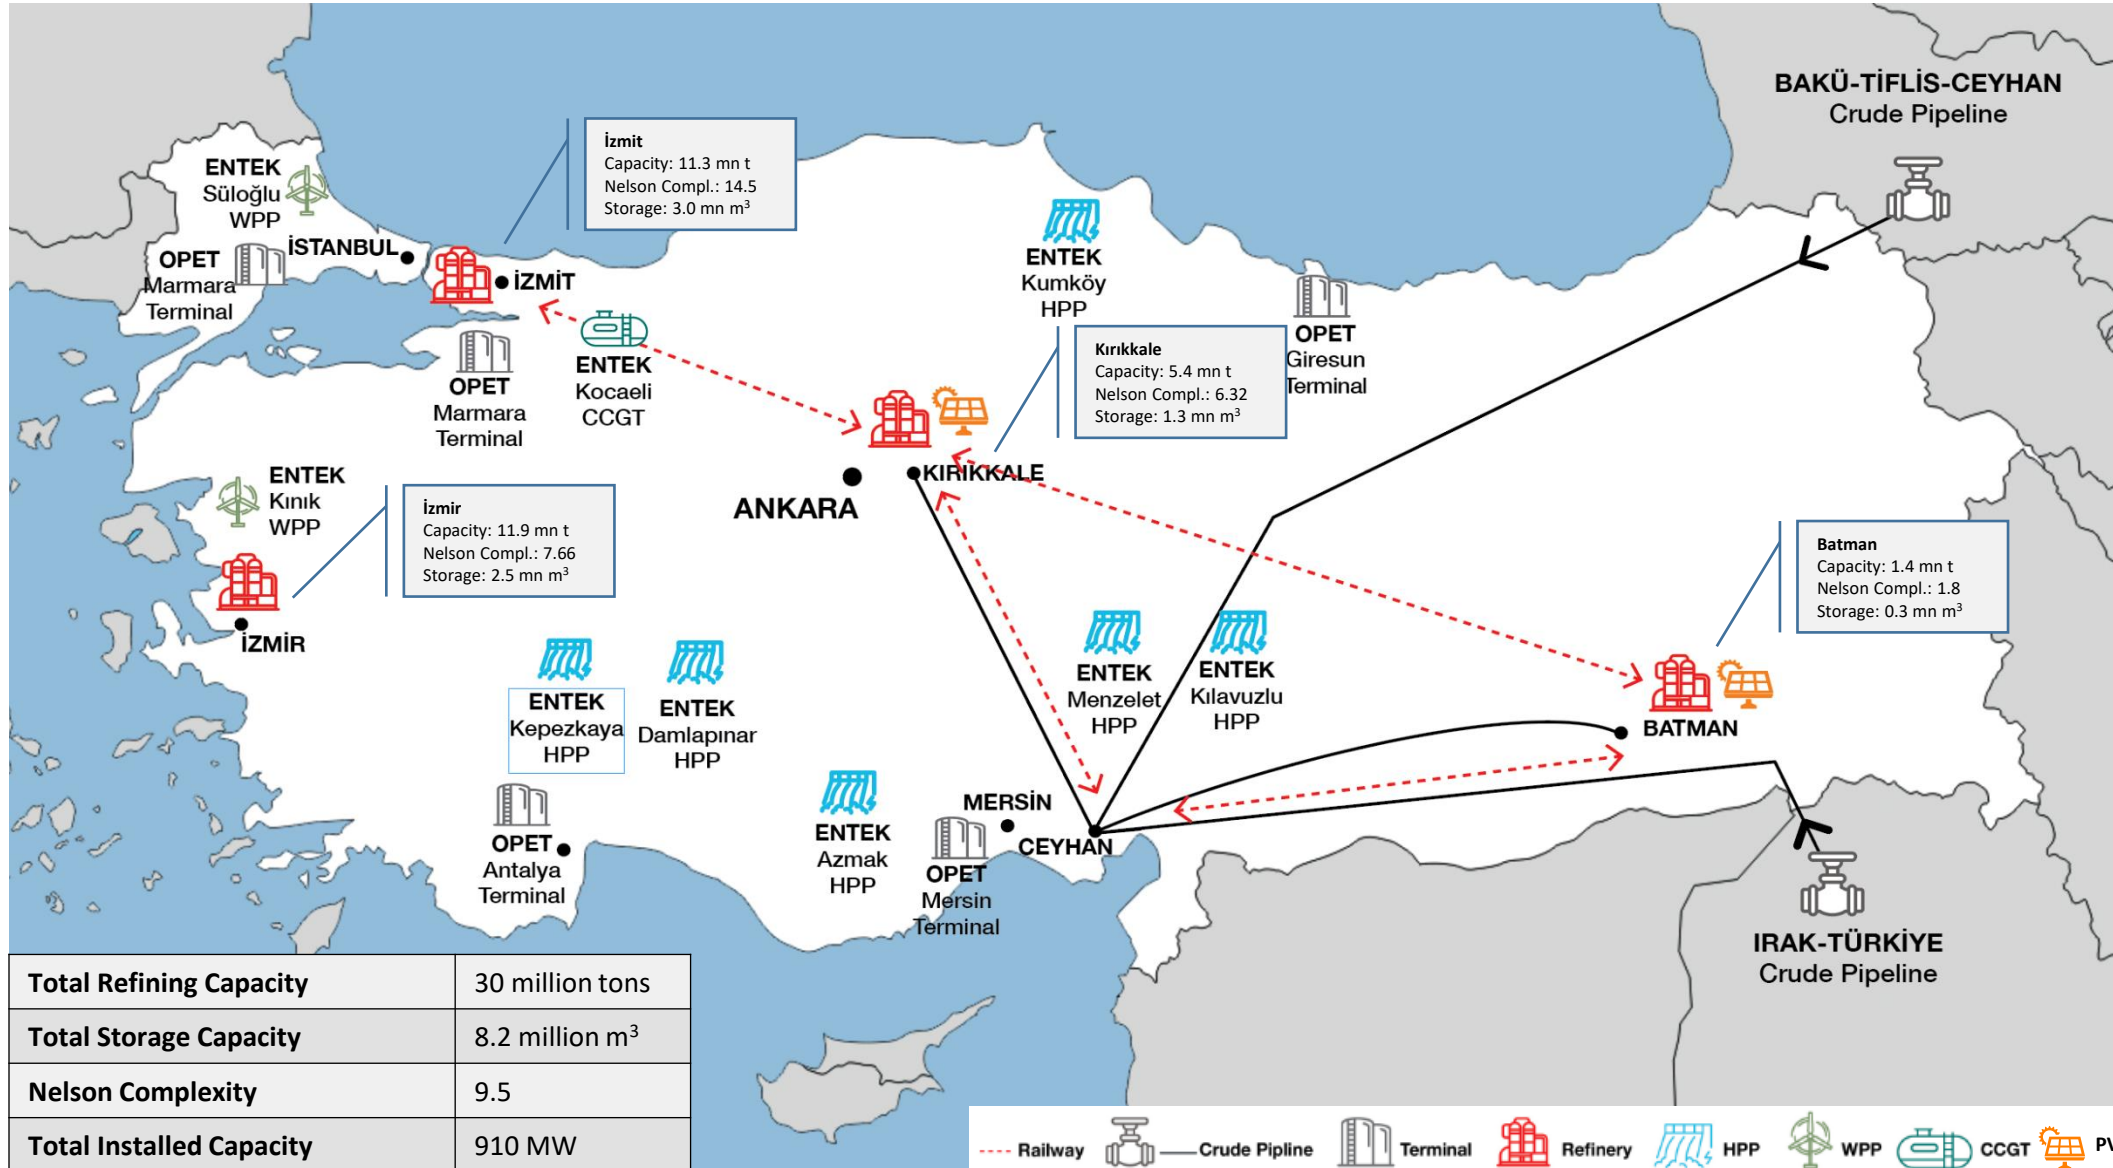 BAKÜ-TİFLİS-CEYHAN
Crude Pipeline
İzmit
Capacity: 11.3 mn t
Nelson Compl.: 14.5
Storage: 3.0 mn m³
ENTEK
Süloğlu
WPP
İSTANBUL
OPET
Marmara
Terminal
İZMİT
ENTEK
Kumköy
HPP
OPET
Giresun
Terminal
OPET
Marmara
Terminal
ENTEK
Kocaeli
CCGT
Kırıkkale
Capacity: 5.4 mn t
Nelson Compl.: 6.32
Storage: 1.3 mn m³
KIRIKKALE
ANKARA
ENTEK
Kınık
WPP
İzmir
Capacity: 11.9 mn t
Nelson Compl.: 7.66
Storage: 2.5 mn m³
İZMİR
Batman
Capacity: 1.4 mn t
Nelson Compl.: 1.8
Storage: 0.3 mn m³
BATMAN
ENTEK
Kepezkaya
HPP
ENTEK
Damlapınar
HPP
ENTEK
Menzelet
HPP
ENTEK
Kılavuzlu
HPP
OPET
Antalya
Terminal
ENTEK
Azmak
HPP
MERSİN
CEYHAN
OPET
Mersin
Terminal
IRAK-TÜRKİYE
Crude Pipeline
Total Refining Capacity 30 million tons
Total Storage Capacity 8.2 million m³
Nelson Complexity 9.5
Total Installed Capacity 910 MW
Railway Crude Pipline Terminal Refinery HPP WPP CCGT PV